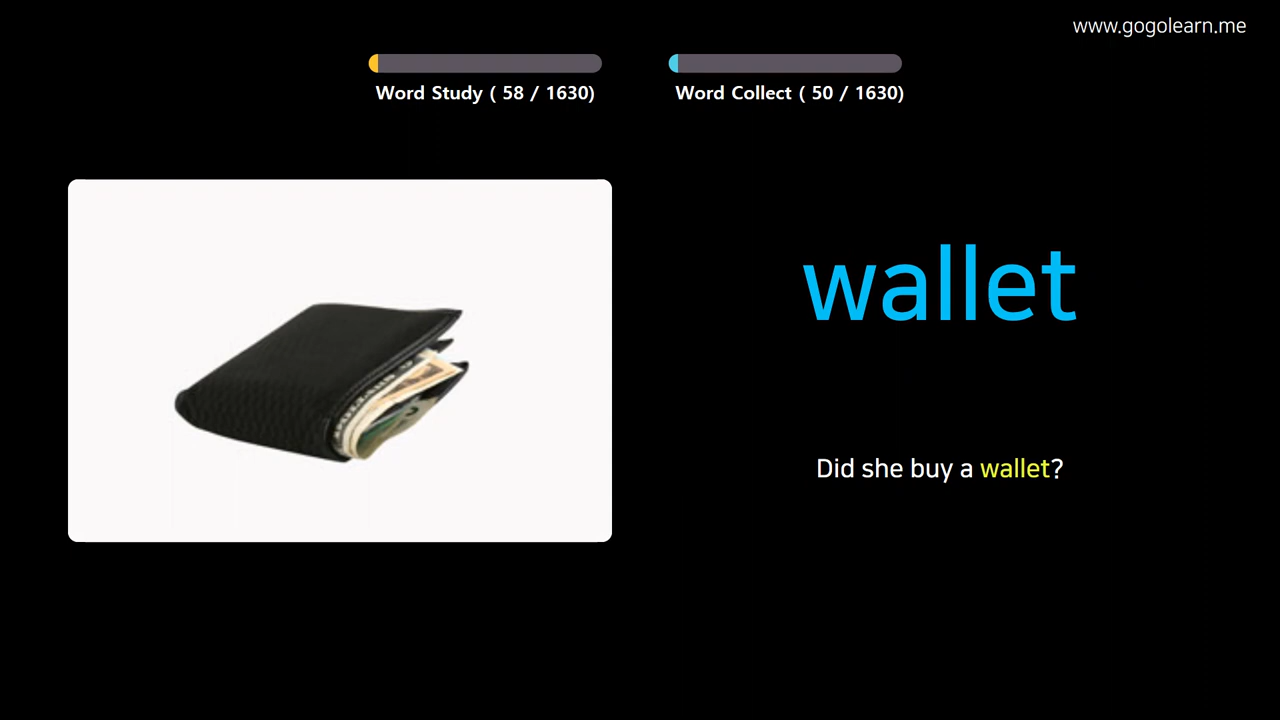 www.gogolearn.me
Word Study ( 58 / 1630)
Word Collect ( 50 / 1630)
wallet
Did she buy a wallet?